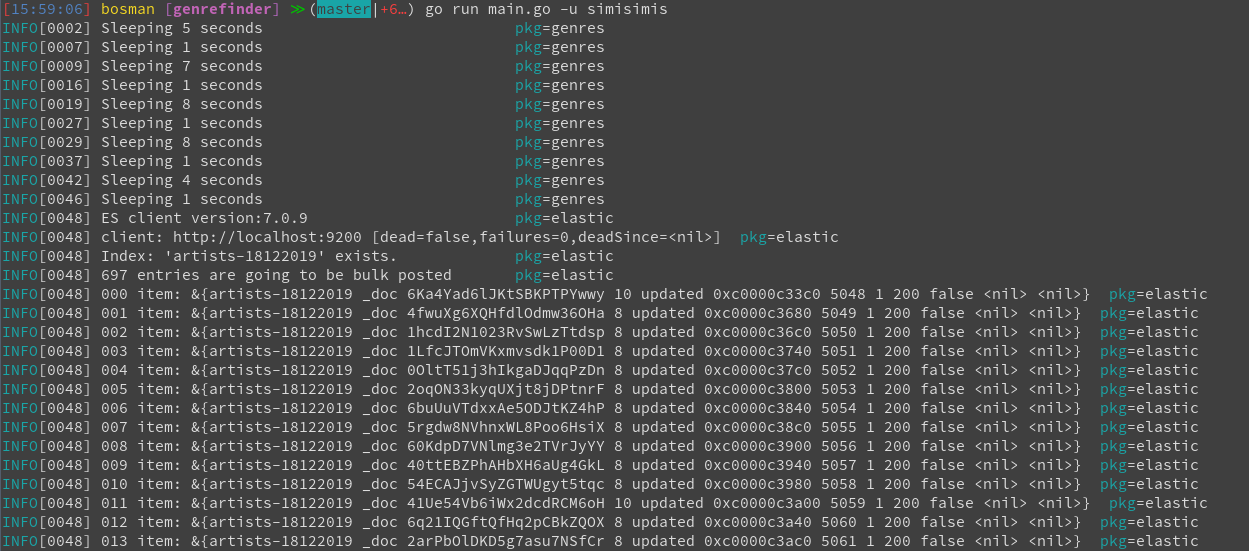 [15:59:06] bosman [genrefinder] ≫(master|+6…) go run main.go -u simisimis
INFO[0002] Sleeping 5 seconds pkg=genres
INFO[0007] Sleeping 1 seconds pkg=genres
INFO[0009] Sleeping 7 seconds pkg=genres
INFO[0016] Sleeping 1 seconds pkg=genres
INFO[0019] Sleeping 8 seconds pkg=genres
INFO[0027] Sleeping 1 seconds pkg=genres
INFO[0029] Sleeping 8 seconds pkg=genres
INFO[0037] Sleeping 1 seconds pkg=genres
INFO[0042] Sleeping 4 seconds pkg=genres
INFO[0046] Sleeping 1 seconds pkg=genres
INFO[0048] ES client version:7.0.9 pkg=elastic
INFO[0048] client: http://localhost:9200 [dead=false,failures=0,deadSince=<nil>] pkg=elastic
INFO[0048] Index: 'artists-18122019' exists. pkg=elastic
INFO[0048] 697 entries are going to be bulk posted pkg=elastic
INFO[0048] 000 item: &{artists-18122019 _doc 6Ka4Yad6lJKtSBKPTPYwwy 10 updated 0xc0000c33c0 5048 1 200 false <nil> <nil>} pkg=elastic
INFO[0048] 001 item: &{artists-18122019 _doc 4fwuXg6XQHfdlOdmw36OHa 8 updated 0xc0000c3680 5049 1 200 false <nil> <nil>} pkg=elastic
INFO[0048] 002 item: &{artists-18122019 _doc 1hcdI2N1023RvSwLzTtdsp 8 updated 0xc0000c36c0 5050 1 200 false <nil> <nil>} pkg=elastic
INFO[0048] 003 item: &{artists-18122019 _doc 1LfcJTOmVKxmvsdk1P00D1 8 updated 0xc0000c3740 5051 1 200 false <nil> <nil>} pkg=elastic
INFO[0048] 004 item: &{artists-18122019 _doc 0OltT51j3hIkgaDJqqPzDn 8 updated 0xc0000c37c0 5052 1 200 false <nil> <nil>} pkg=elastic
INFO[0048] 005 item: &{artists-18122019 _doc 2oqON33kyqUXjt8jDPtnrF 8 updated 0xc0000c3800 5053 1 200 false <nil> <nil>} pkg=elastic
INFO[0048] 006 item: &{artists-18122019 _doc 6buUuVTdxxAe5ODJtKZ4hP 8 updated 0xc0000c3840 5054 1 200 false <nil> <nil>} pkg=elastic
INFO[0048] 007 item: &{artists-18122019 _doc 5rgdw8NVhnxWL8Poo6HsiX 8 updated 0xc0000c38c0 5055 1 200 false <nil> <nil>} pkg=elastic
INFO[0048] 008 item: &{artists-18122019 _doc 60KdpD7VNlmg3e2TVrJyYY 8 updated 0xc0000c3900 5056 1 200 false <nil> <nil>} pkg=elastic
INFO[0048] 009 item: &{artists-18122019 _doc 40ttEBZPhAHbXH6aUg4GkL 8 updated 0xc0000c3940 5057 1 200 false <nil> <nil>} pkg=elastic
INFO[0048] 010 item: &{artists-18122019 _doc 54ECAJjvSyZGTWUgyt5tqc 8 updated 0xc0000c3980 5058 1 200 false <nil> <nil>} pkg=elastic
INFO[0048] 011 item: &{artists-18122019 _doc 41Ue54Vb6iWx2dcdRCM6oH 10 updated 0xc0000c3a00 5059 1 200 false <nil> <nil>} pkg=elastic
INFO[0048] 012 item: &{artists-18122019 _doc 6q21IQGftQfHq2pCBkZQOX 8 updated 0xc0000c3a40 5060 1 200 false <nil> <nil>} pkg=elastic
INFO[0048] 013 item: &{artists-18122019 _doc 2arPbOlDKD5g7asu7NSfCr 8 updated 0xc0000c3ac0 5061 1 200 false <nil> <nil>} pkg=elastic